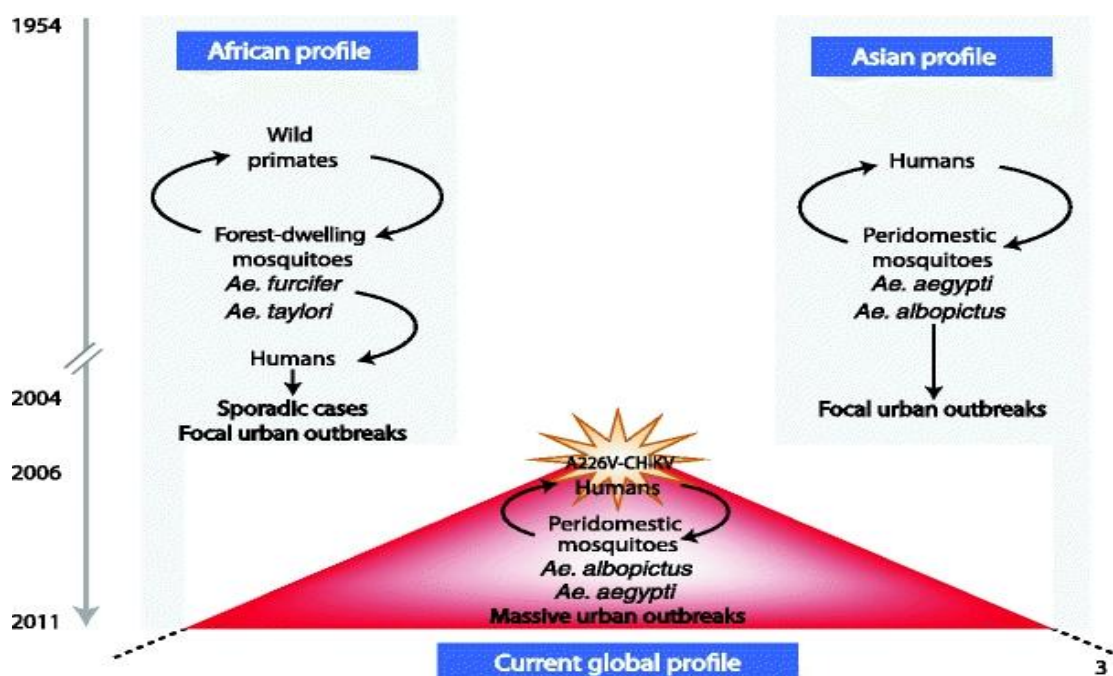 1954
African profile
Wild
primates
Forest-dwelling
mosquitoes
Ae. furcifer
Ae. taylori
Humans
Sporadic cases
Focal urban outbreaks
Asian profile
Humans
Peridomestic
mosquitoes
Ae. aegypti
Ae. albopictus
Focal urban outbreaks
2004
2006
A226V-CHIKV
Humans
Peridomestic
mosquitoes
Ae. albopictus
Ae. aegypti
Massive urban outbreaks
2011
Current global profile
3